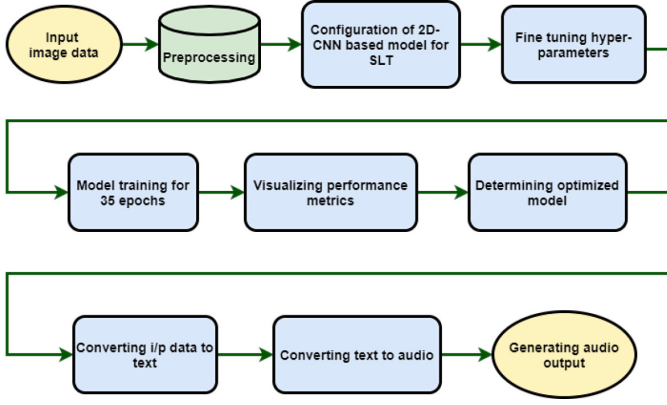 Input
image data
Preprocessing
Configuration of 2D-
CNN based model for
SLT
Fine tuning hyper-
parameters
Model training for
35 epochs
Visualizing performance
metrics
Determining optimized
model
Converting i/p data to
text
Converting text to audio
Generating audio
output